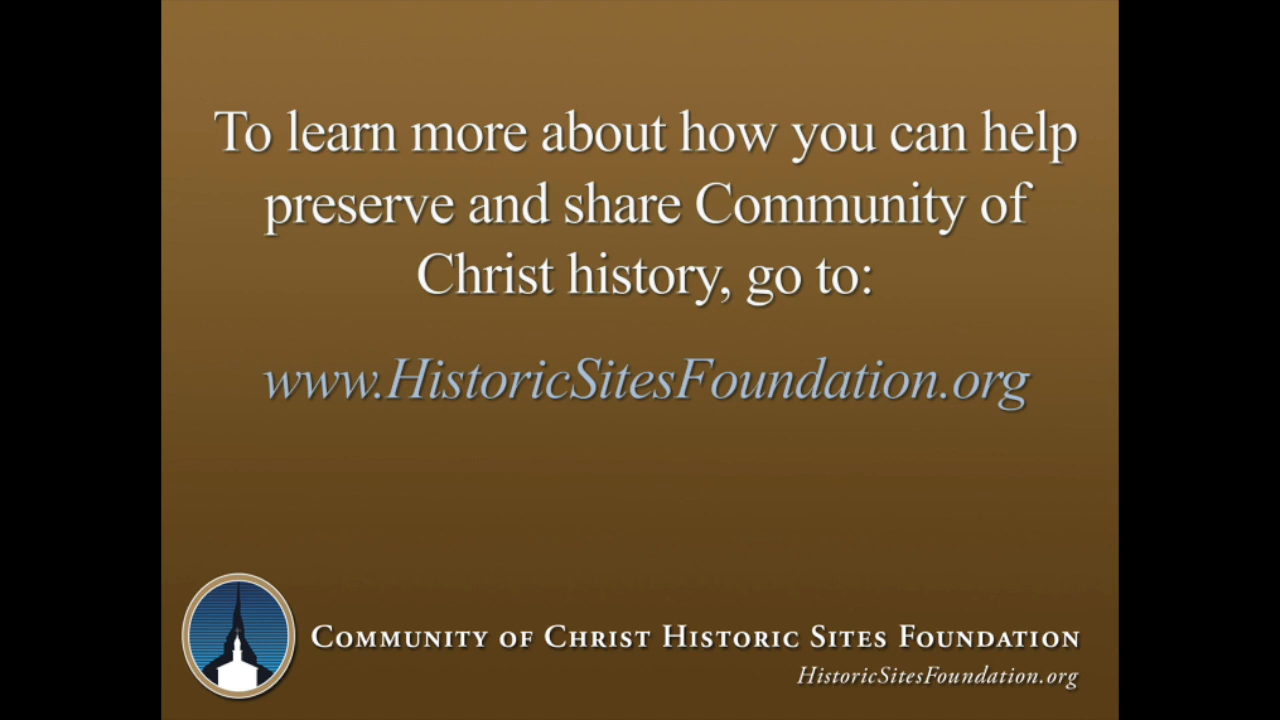 To learn more about how you can help
preserve and share Community of
Christ history, go to:
www.HistoricSitesFoundation.org
Community of Christ Historic Sites Foundation
HistoricSitesFoundation.org